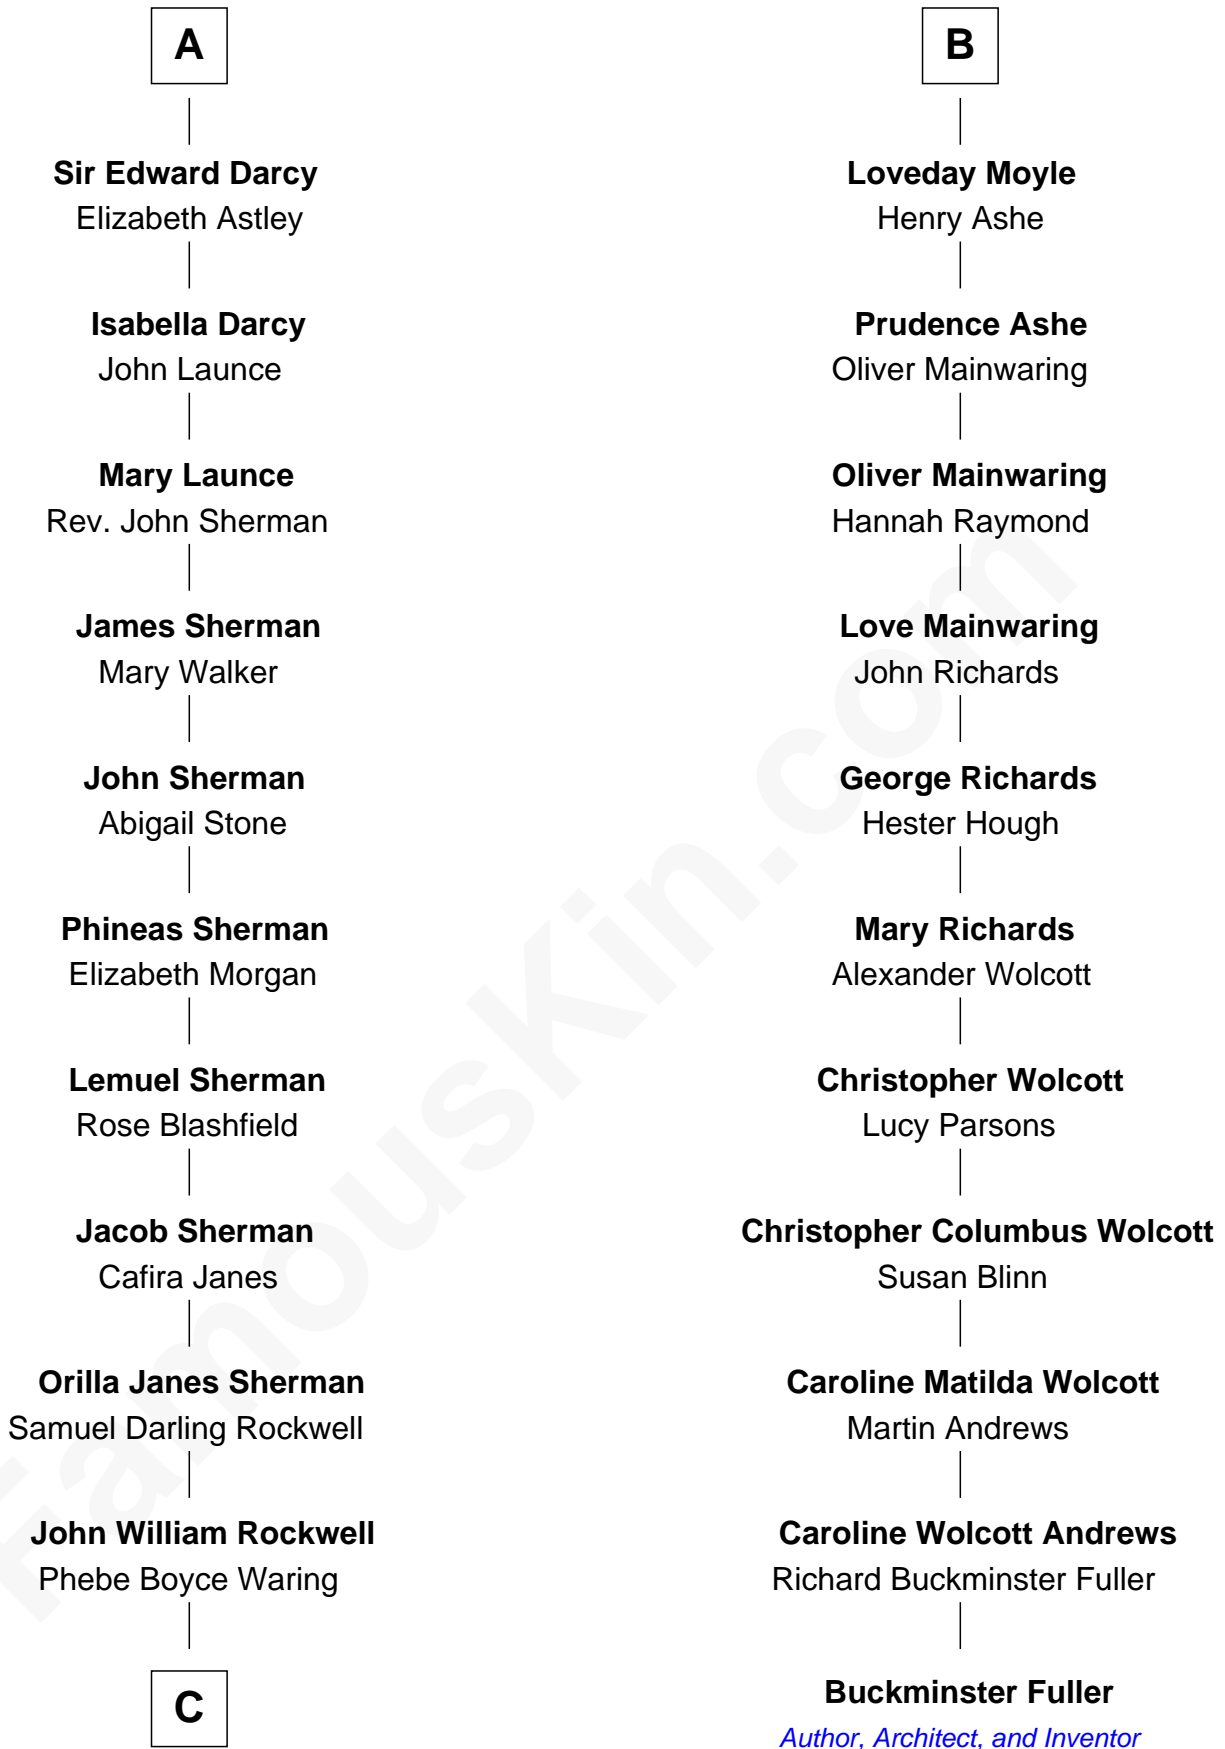 A
Sir Edward Darcy
Elizabeth Astley
Isabella Darcy
John Launce
Mary Launce
Rev. John Sherman
James Sherman
Mary Walker
John Sherman
Abigail Stone
Phineas Sherman
Elizabeth Morgan
Lemuel Sherman
Rose Blashfield
Jacob Sherman
Cafira Janes
Orilla Janes Sherman
Samuel Darling Rockwell
John William Rockwell
Phebe Boyce Waring
C
B
Loveday Moyle
Henry Ashe
Prudence Ashe
Oliver Mainwaring
Oliver Mainwaring
Hannah Raymond
Love Mainwaring
John Richards
George Richards
Hester Hough
Mary Richards
Alexander Wolcott
Christopher Wolcott
Lucy Parsons
Christopher Columbus Wolcott
Susan Blinn
Caroline Matilda Wolcott
Martin Andrews
Caroline Wolcott Andrews
Richard Buckminster Fuller
Buckminster Fuller
Author, Architect, and Inventor
FamousKin.com